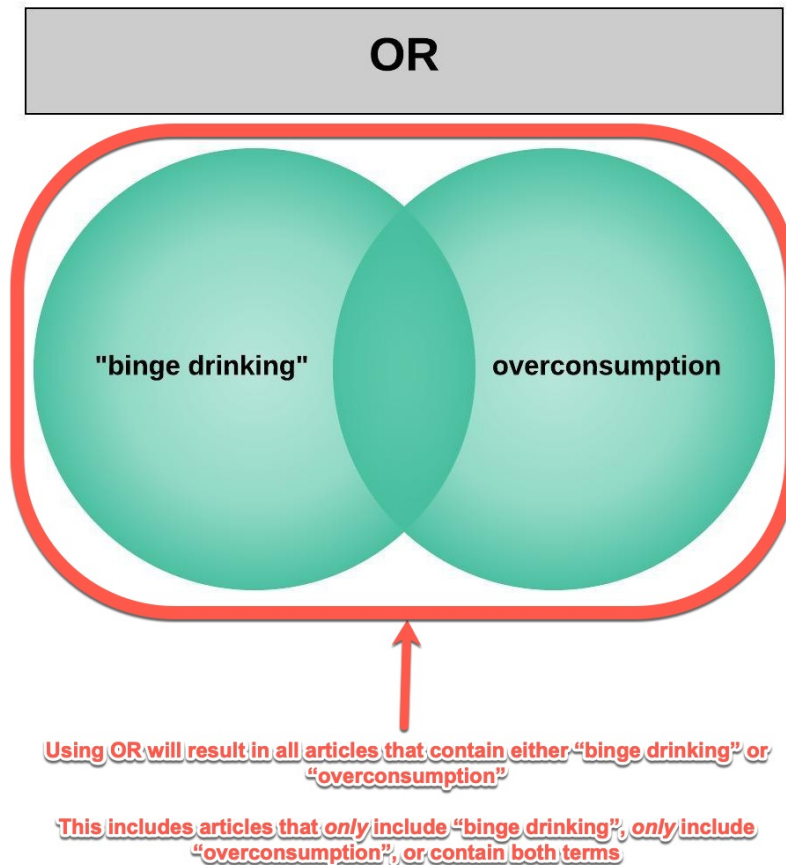 OR
"binge drinking"
overconsumption
Using OR will result in all articles that contain either “binge drinking” or
“overconsumption”
This includes articles that only include “binge drinking”, only include
“overconsumption”, or contain both terms